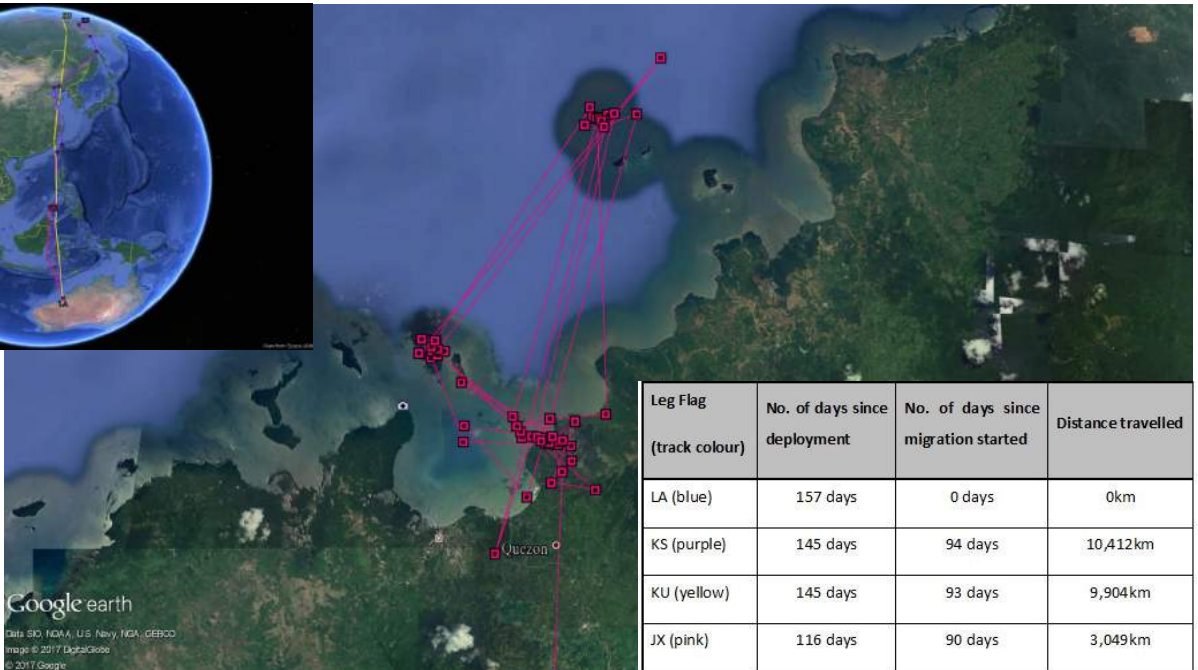 Quezon
Google earth
Data SIO, NOAA, U.S. Navy, NGA, GEBCO
Image © 2017 DigitalGlobe
© 2017 Google
Leg Flag
(track colour)
No. of days since
deployment
No. of days since
migration started
Distance travelled
LA (blue) 157 days 0 days 0km
KS (purple) 145 days 94 days 10,412km
KU (yellow) 145 days 93 days 9,904km
JX (pink) 116 days 90 days 3,049km